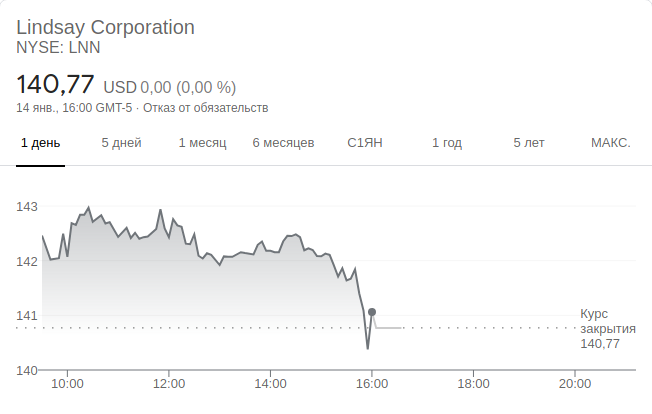 Lindsay Corporation
NYSE: LNN
140,77 USD 0,00 (0,00 %)
14 янв., 16:00 GMT-5 · Отказ от обязательств
1 день 5 дней 1 месяц 6 месяцев С1ЯН 1 год 5 лет МАКС.
143
142
141
140
Курс
закрытия
140,77
10:00 12:00 14:00 16:00 18:00 20:00